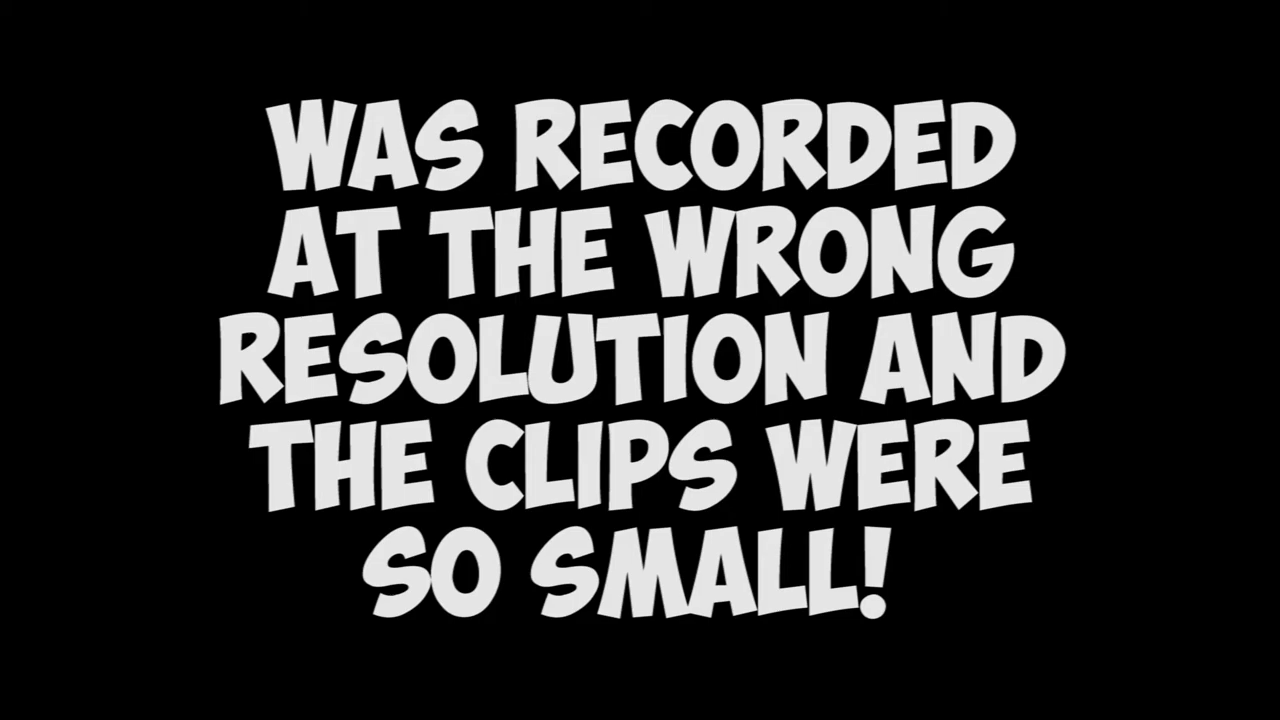 WAS RECORDED
AT THE WRONG
RESOLUTION AND
THE CLIPS WERE
SO SMALL!